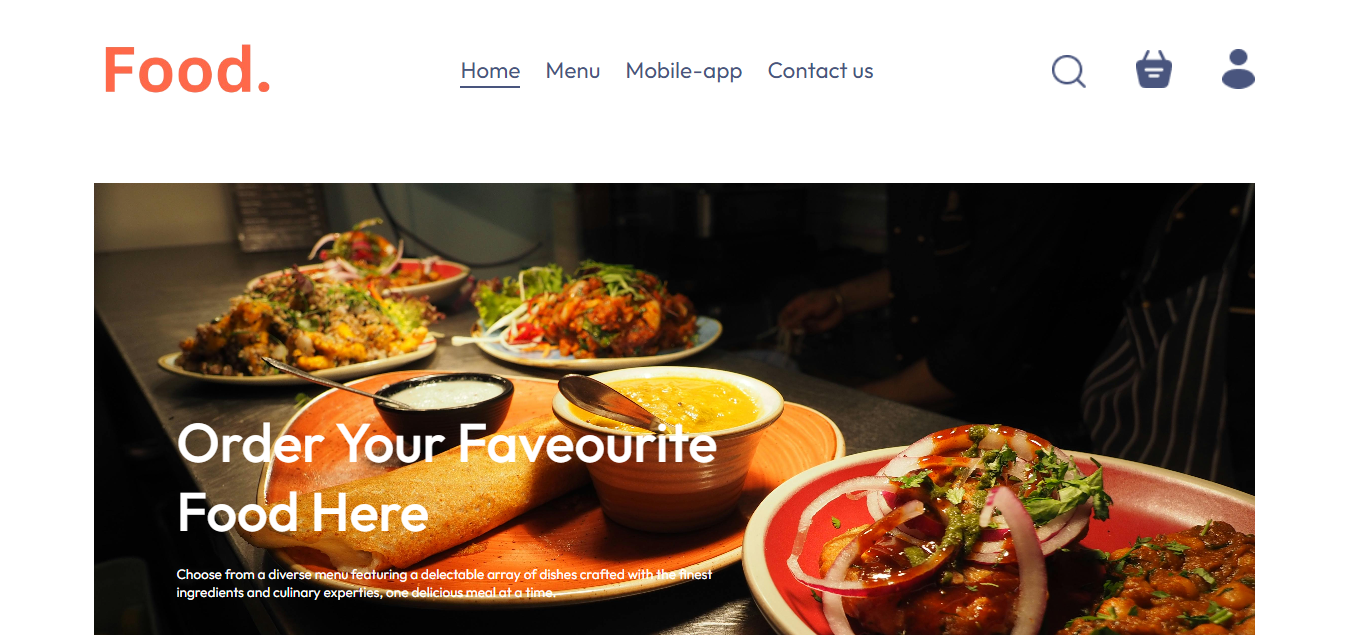 Food.
Home Menu Mobile-app Contact us
Order Your Faveourite
Food Here
Choose from a diverse menu featuring a delectable array of dishes crafted with the finest
ingredients and culinary experties, one delicious meal at a time.